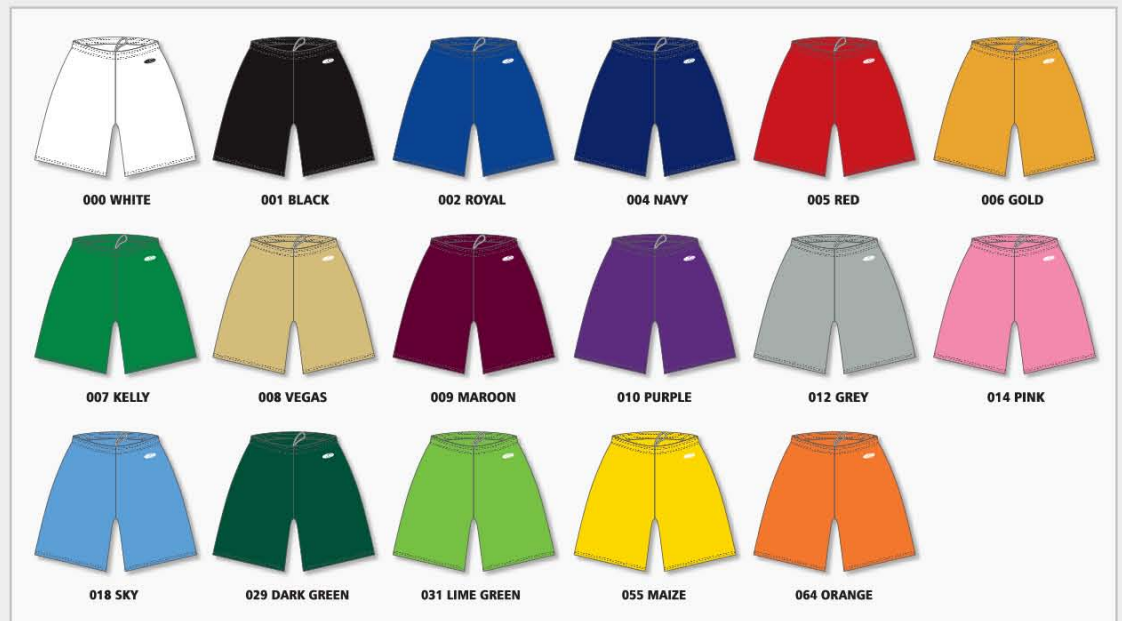 000 WHITE
001 BLACK
002 ROYAL
004 NAVY
005 RED
006 GOLD
007 KELLY
008 VEGAS
009 MAROON
010 PURPLE
012 GREY
014 PINK
018 SKY
029 DARK GREEN
031 LIME GREEN
055 MAIZE
064 ORANGE